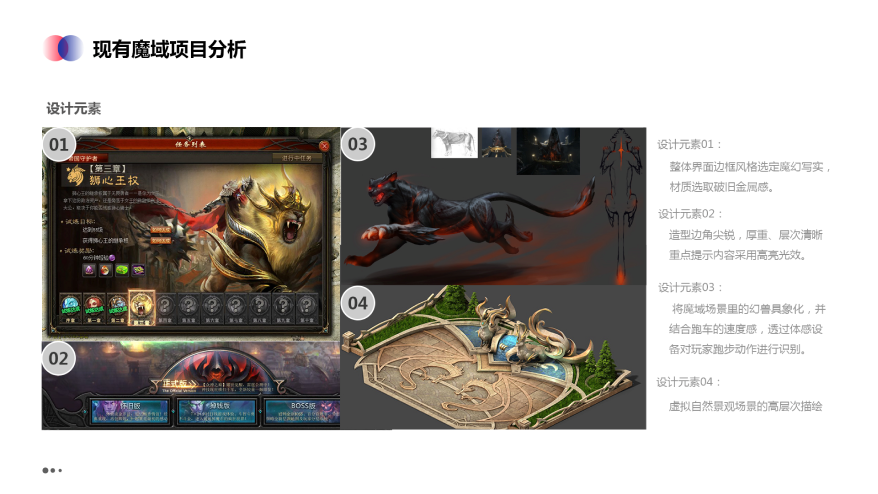 现有魔域项目分析
设计元素
01
任务列表
进行中任务
【第三章】
狮心王权
试炼目标:
试炼奖励:
序章
第一章
第二章
第四章
第五章
第六章
第七章
第八章
第九章
第十章
02
正式版
The Official Version
怀旧版
BOSS版
03
04
设计元素01：
整体界面边框风格选定魔幻写实，
材质选取破旧金属感。
设计元素02：
造型边角尖锐，厚重、层次清晰
重点提示内容采用高亮光效。
设计元素03：
将魔域场景里的幻兽具象化，并
结合跑车的速度感，透过体感设
备对玩家跑步动作进行识别。
设计元素04：
虚拟自然景观场景的高层次描绘